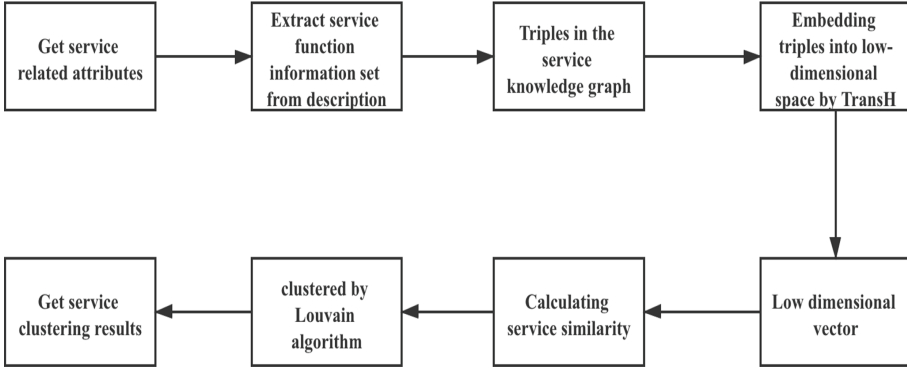 Get service
related attributes
Extract service
function
information set
from description
Triples in the
service
knowledge graph
Embedding
triples into low-
dimensional
space by TransH
Low dimensional
vector
Calculating
service similarity
clustered by
Louvain
algorithm
Get service
clustering results